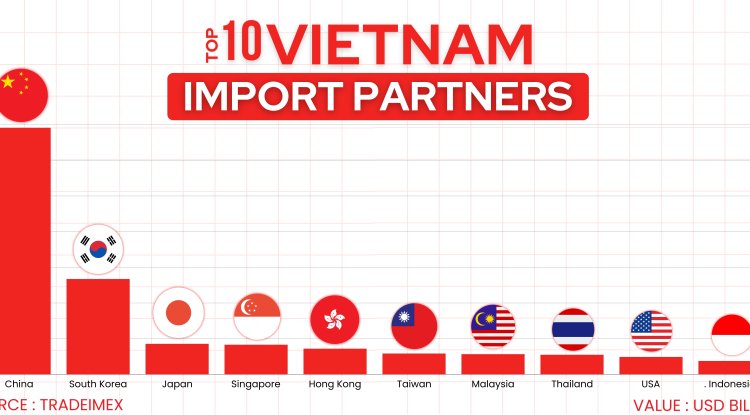 TOP 10 VIETNAM
IMPORT PARTNERS
China South Korea Japan Singapore Hong Kong Taiwan Malaysia Thailand USA . Indones
RCE : TRADEIMEX VALUE : USD BIL